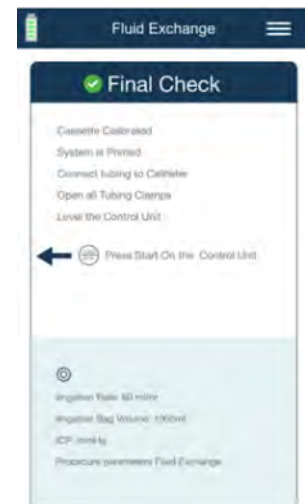 Fluid Exchange
Final Check
Cassette Calibrated
System is Primed
Connect tubing to Catheter
Open all Tubing Clamps
Level the Control Unit
Press Start On the Control Unit
Irrigation Rate: ml/hr
Irrigation Bag Volume: 1000ml
ICP: mmHg
Procedure parameters Fluid Exchange